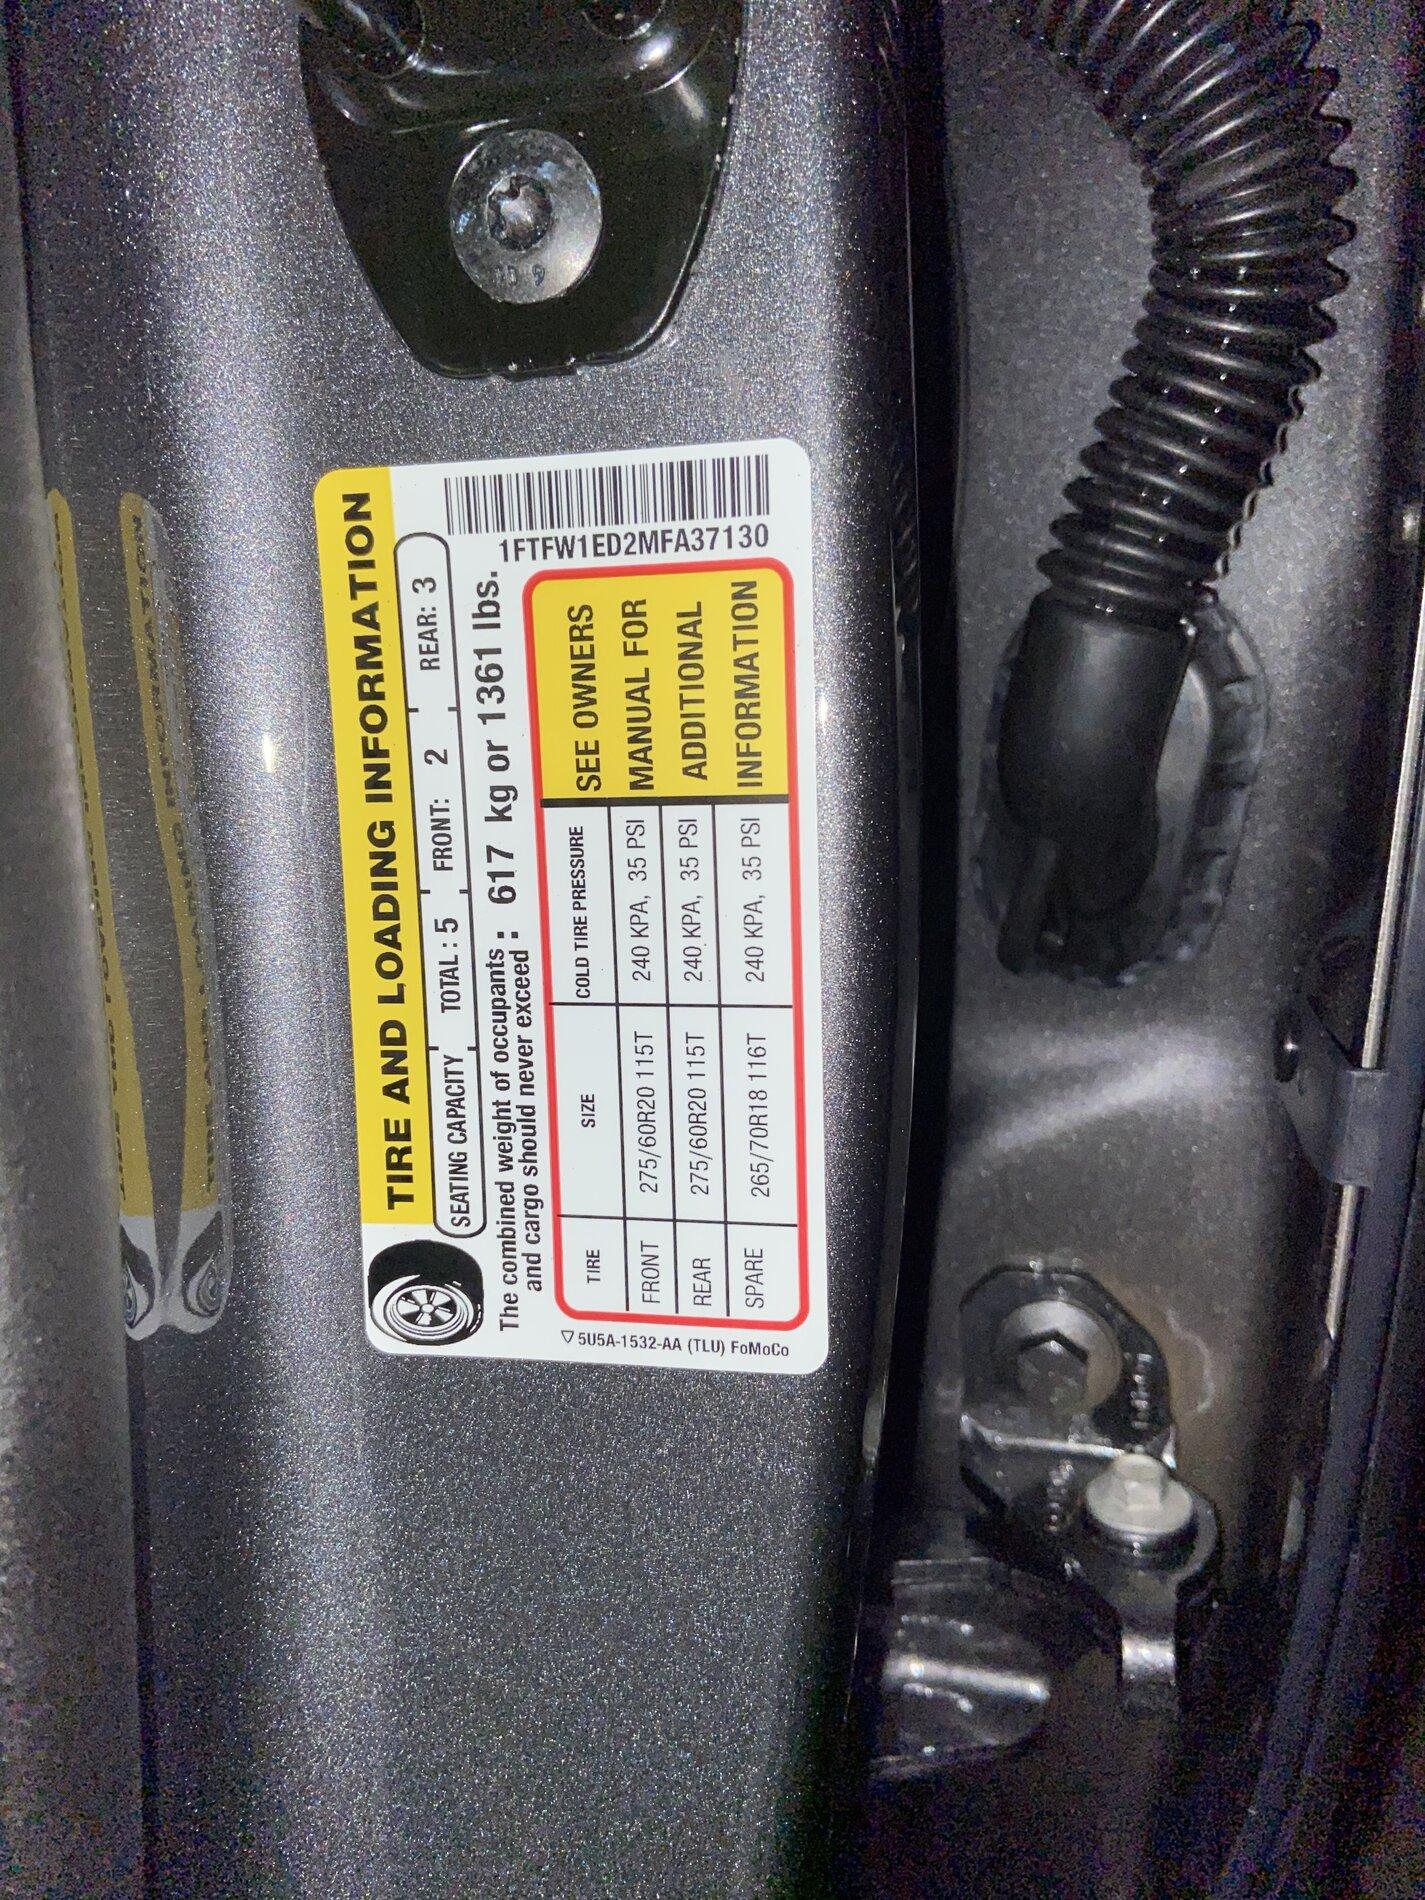 1FTFW1ED2MFA37130
TIRE AND LOADING INFORMATION
SEATING CAPACITY TOTAL : 5 FRONT: 2 REAR: 3
The combined weight of occupants
and cargo should never exceed : 617 kg or 1361 lbs.
TIRE SIZE COLD TIRE PRESSURE
FRONT 275/60R20 115T 240 KPA, 35 PSI
REAR 275/60R20 115T 240 KPA, 35 PSI
SPARE 265/70R18 116T 240 KPA, 35 PSI
SEE OWNERS
MANUAL FOR
ADDITIONAL
INFORMATION
5U5A-1532-AA (TLU) FoMoCo